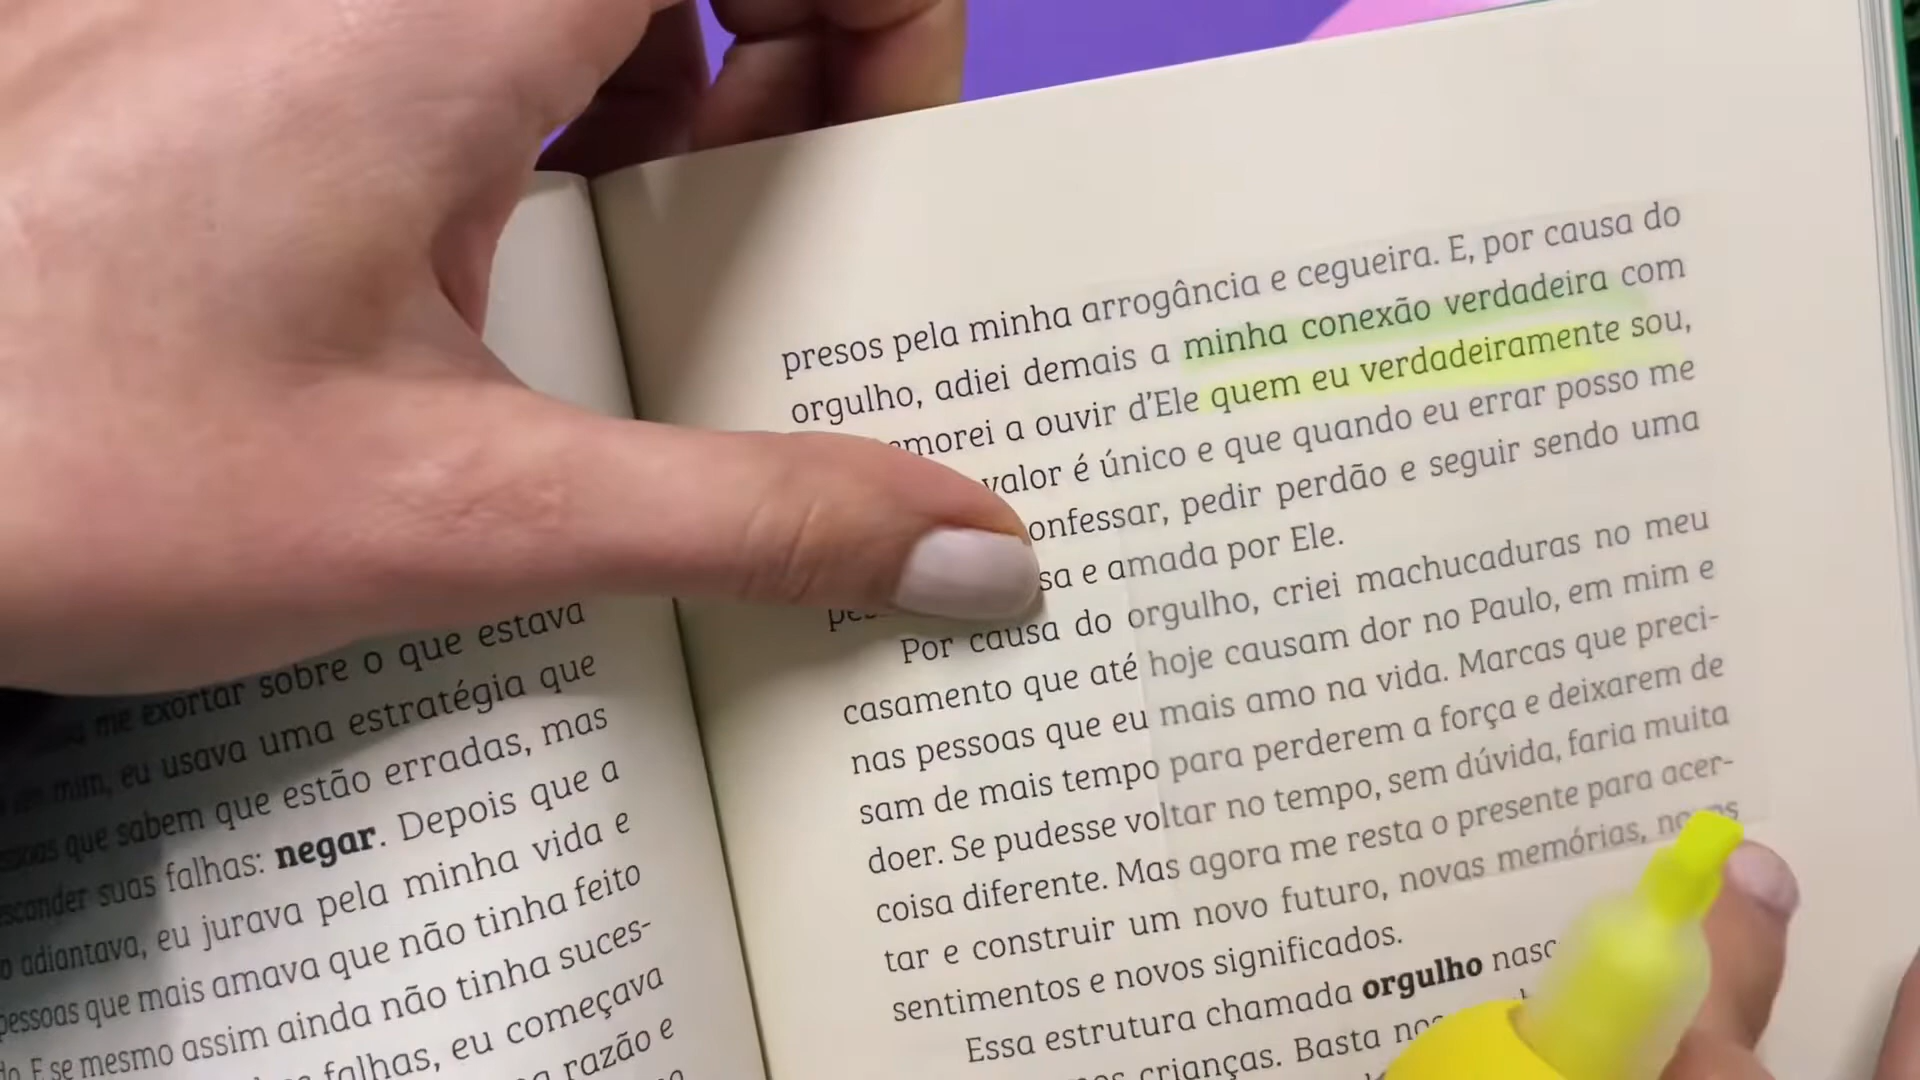 me exortar sobre o que estava
mim, eu usava uma estratégia que
que sabem que estão erradas, mas
suas falhas: negar. Depois que a
adiantava, eu jurava pela minha vida e
pessoas que mais amava que não tinha feito
E se mesmo assim ainda não tinha suces-
falhas, eu começava
razão e
presos pela minha arrogância e cegueira. E, por causa do
orgulho, adiei demais a minha conexão verdadeira com
a ouvir d'Ele quem eu verdadeiramente sou,
valor é único e que quando eu errar posso me
pedir perdão e seguir sendo uma
e amada por Ele.
Por causa do orgulho, criei machucaduras no meu
casamento que até hoje causam dor no Paulo, em mim e
nas pessoas que eu mais amo na vida. Marcas que preci-
sam de mais tempo para perderem a força e deixarem de
doer. Se pudesse voltar no tempo, sem dúvida, faria muita
coisa diferente. Mas agora me resta o presente para acer-
tar e construir um novo futuro, novas memórias,
sentimentos e novos significados.
Essa estrutura chamada orgulho
crianças. Basta